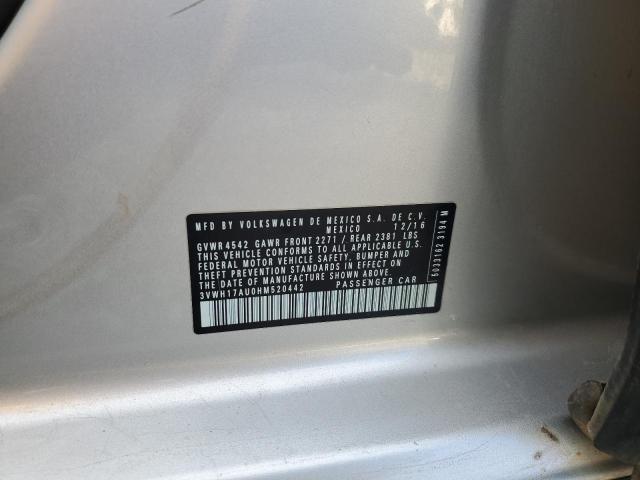 MFD BY VOLKSWAGEN DE MEXICO S.A. DE C.V.
MEXICO 12/16
GVWR 4542 GAWR FRONT 2271 / REAR 2381 LBS
THIS VEHICLE CONFORMS TO ALL APPLICABLE U.S.
FEDERAL MOTOR VEHICLE SAFETY, BUMPER AND
THEFT PREVENTION STANDARDS IN EFFECT ON THE
DATE OF MANUFACTURE SHOWN ABOVE.
3VWH17AU0HM520442 PASSENGER CAR
5033162 3194 M